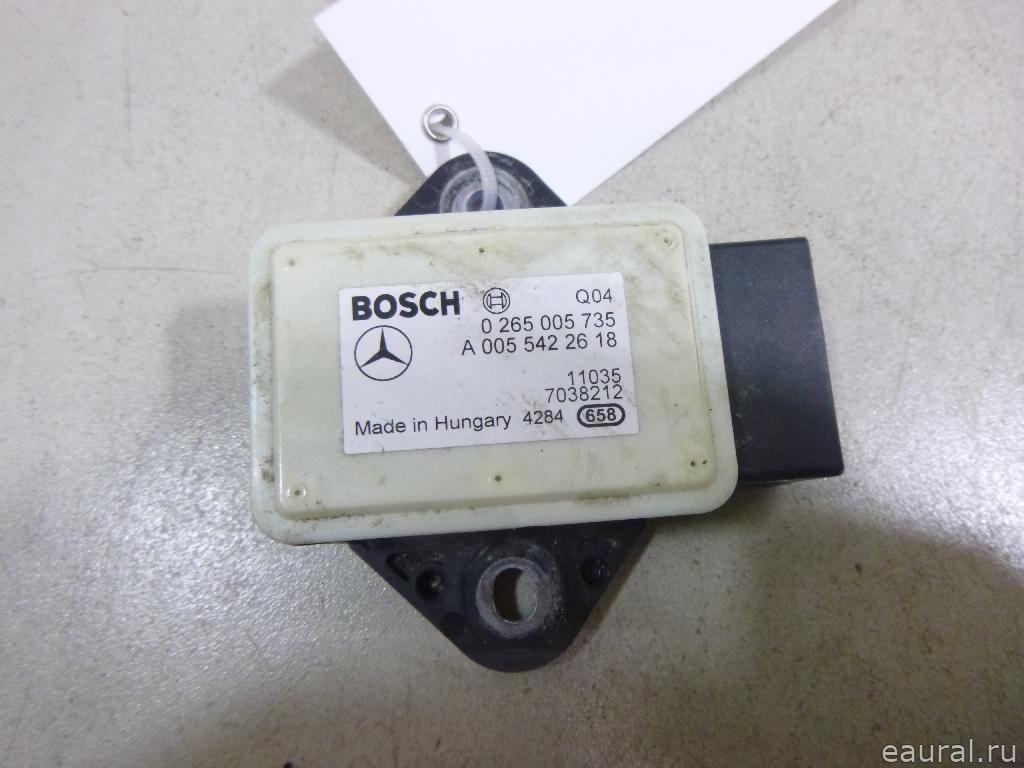 BOSCH Q04
0 265 005 735
A 005 542 26 18
11035
7038212
Made in Hungary 4284 658
eaural.ru